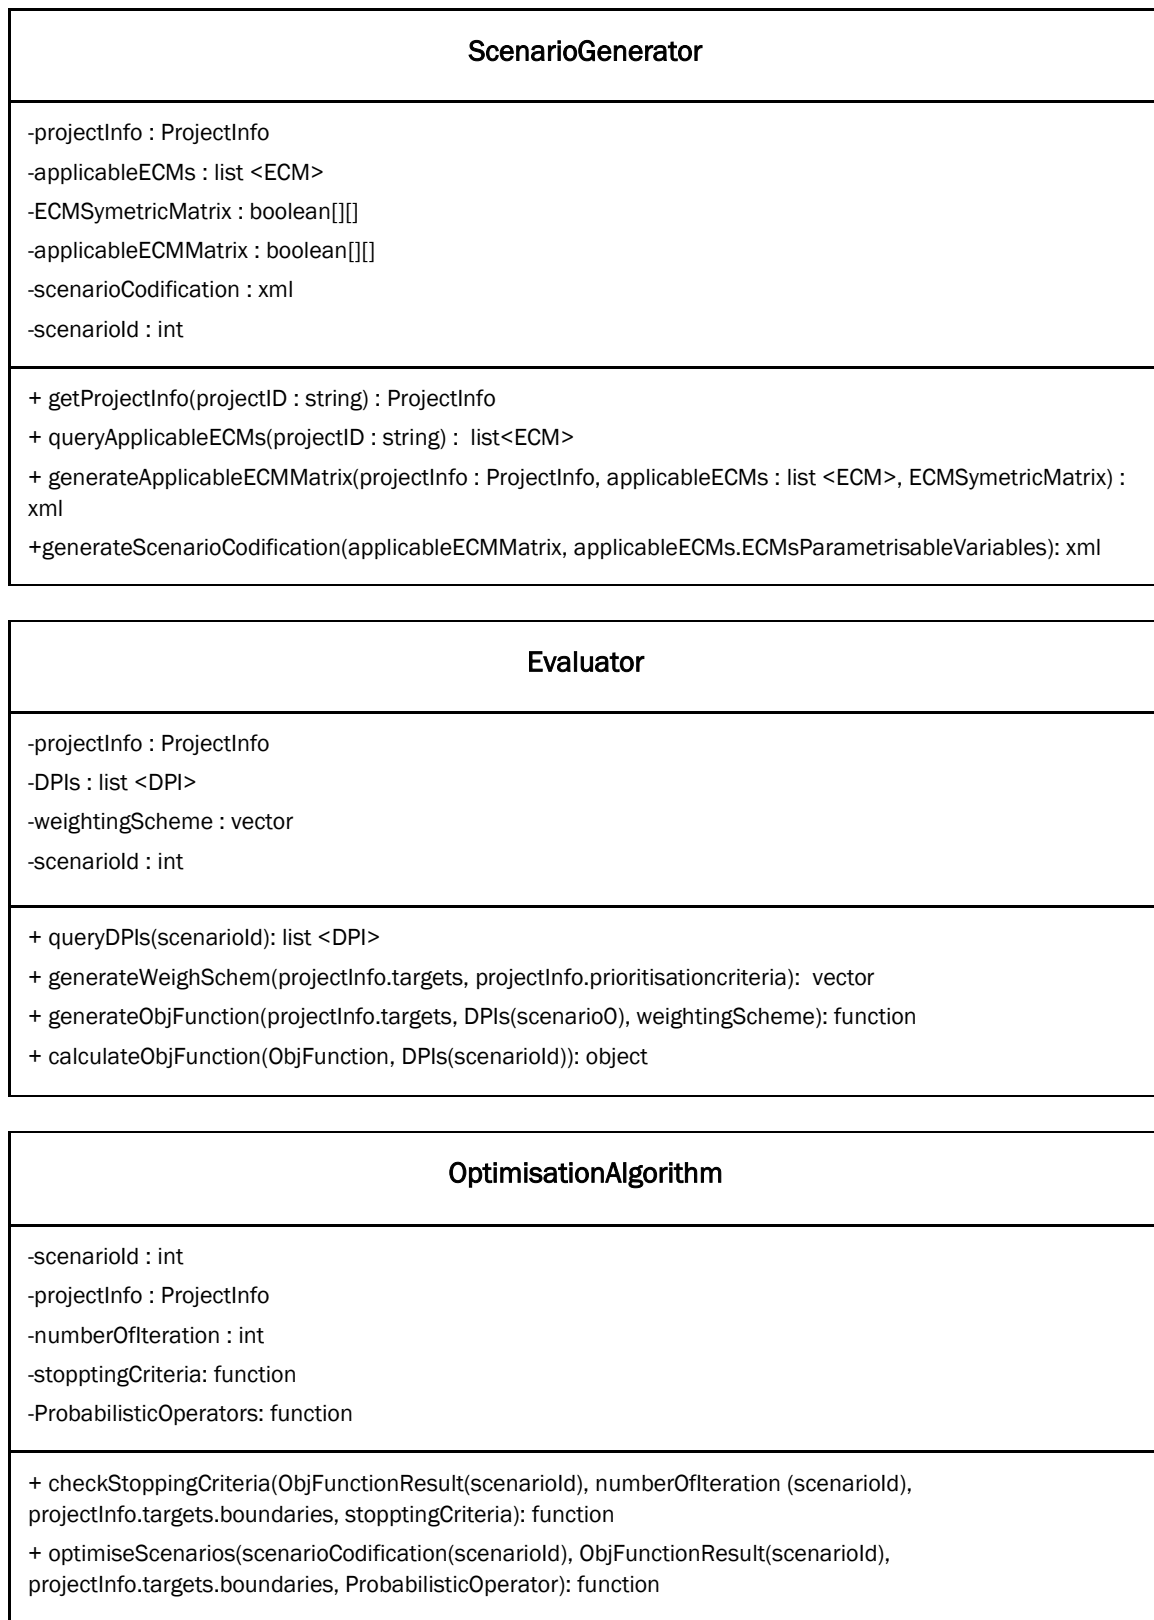 ScenarioGenerator
-projectInfo : ProjectInfo
-applicableECMs : list <ECM>
-ECMSymetricMatrix : boolean[][]
-applicableECMMatrix : boolean[][]
-scenarioCodification : xml
-scenarioId : int
+ getProjectInfo(projectID : string) : ProjectInfo
+ queryApplicableECMs(projectID : string) :  list<ECM>
+ generateApplicableECMMatrix(projectInfo : ProjectInfo, applicableECMs : list <ECM>, ECMSymetricMatrix) :
xml
+generateScenarioCodification(applicableECMMatrix, applicableECMs.ECMsParametrisableVariables): xml
Evaluator
-projectInfo : ProjectInfo
-DPIs : list <DPI>
-weightingScheme : vector
-scenarioId : int
+ queryDPIs(scenarioId): list <DPI>
+ generateWeighSchem(projectInfo.targets, projectInfo.prioritisationcriteria):  vector
+ generateObjFunction(projectInfo.targets, DPIs(scenario0), weightingScheme): function
+ calculateObjFunction(ObjFunction, DPIs(scenarioId)): object
OptimisationAlgorithm
-scenarioId : int
-projectInfo : ProjectInfo
-numberOfIteration : int
-stopptingCriteria: function
-ProbabilisticOperators: function
+ checkStoppingCriteria(ObjFunctionResult(scenarioId), numberOfIteration (scenarioId),
projectInfo.targets.boundaries, stopptingCriteria): function
+ optimiseScenarios(scenarioCodification(scenarioId), ObjFunctionResult(scenarioId),
projectInfo.targets.boundaries, ProbabilisticOperator): function